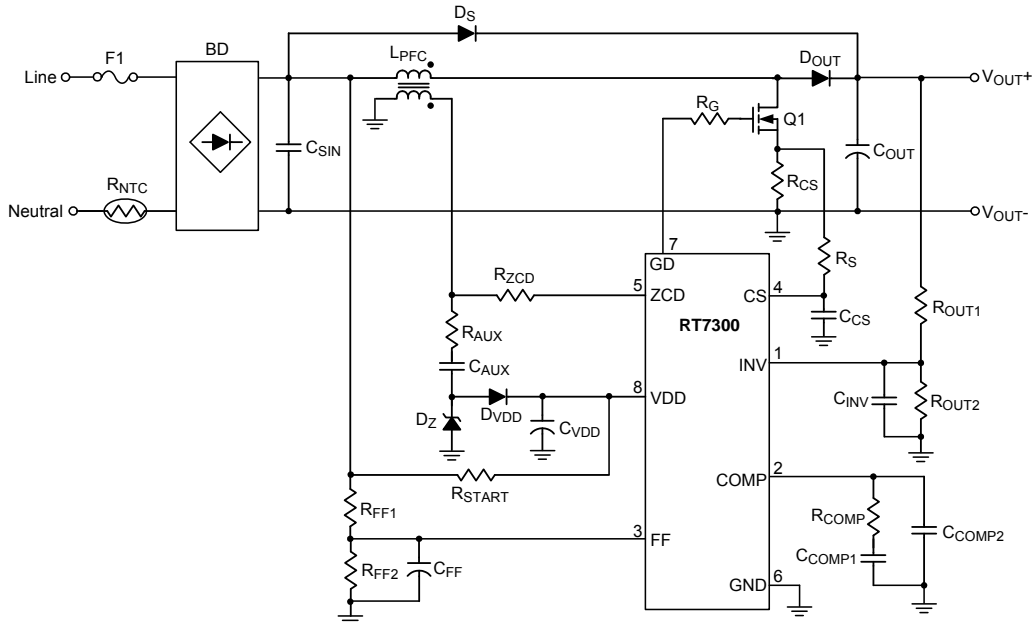 DS
F1
BD
LPFC
DOUT
Line
VOUT+
RG
Q1
CSIN
COUT
RNTC
RCS
Neutral
VOUT-
7
GD
RS
RZCD
5
ZCD
CS
4
RAUX
RT7300
CCS
ROUT1
CAUX
INV
1
8
VDD
DZ
DVDD
CVDD
CINV
ROUT2
RSTART
COMP
2
RFF1
RCOMP
3
FF
CCOMP2
RFF2
CFF
CCOMP1
GND
6